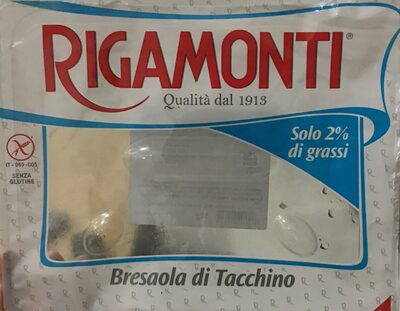 RIGAMONTI®
Qualità dal 1913
Solo 2%
di grassi
IT-059-005
SENZA
GLUTINE
Bresaola di Tacchino